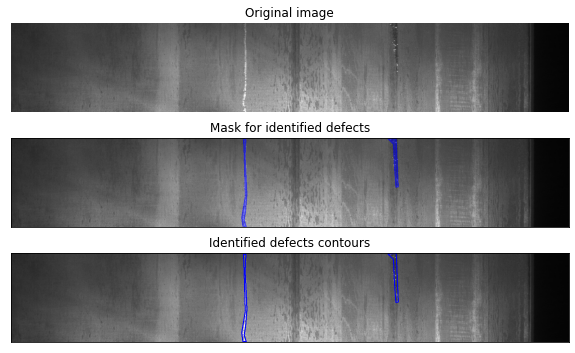 Original image
Mask for identified defects
Identified defects contours